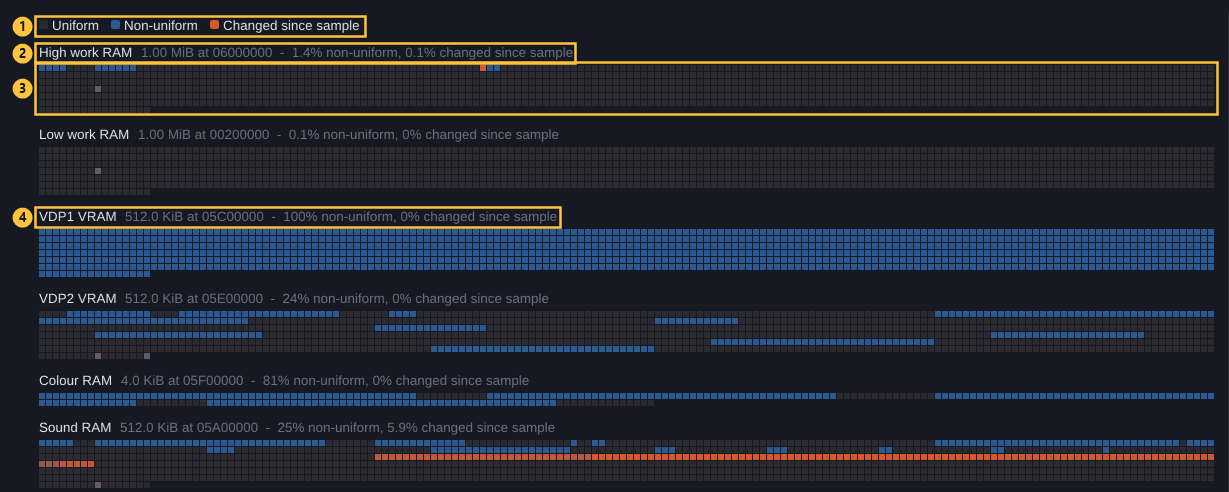 1 Uniform Non-uniform Changed since sample
2 High work RAM 1.00 MiB at 06000000 - 1.4% non-uniform, 0.1% changed since sample
3
Low work RAM 1.00 MiB at 00200000 - 0.1% non-uniform, 0% changed since sample
4 VDP1 VRAM 512.0 KiB at 05C00000 - 100% non-uniform, 0% changed since sample
VDP2 VRAM 512.0 KiB at 05E00000 - 24% non-uniform, 0% changed since sample
Colour RAM 4.0 KiB at 05F00000 - 81% non-uniform, 0% changed since sample
Sound RAM 512.0 KiB at 05A00000 - 25% non-uniform, 5.9% changed since sample